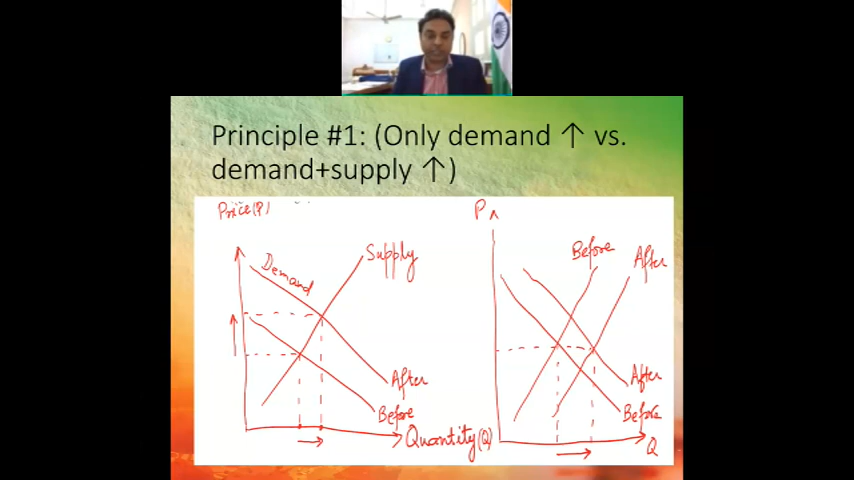 Principle #1: (Only demand ↑ vs.
demand+supply ↑)
Price(P)
Demand
Supply
After
Before
Quantity(Q)
P
Before
After
After
Before
Q